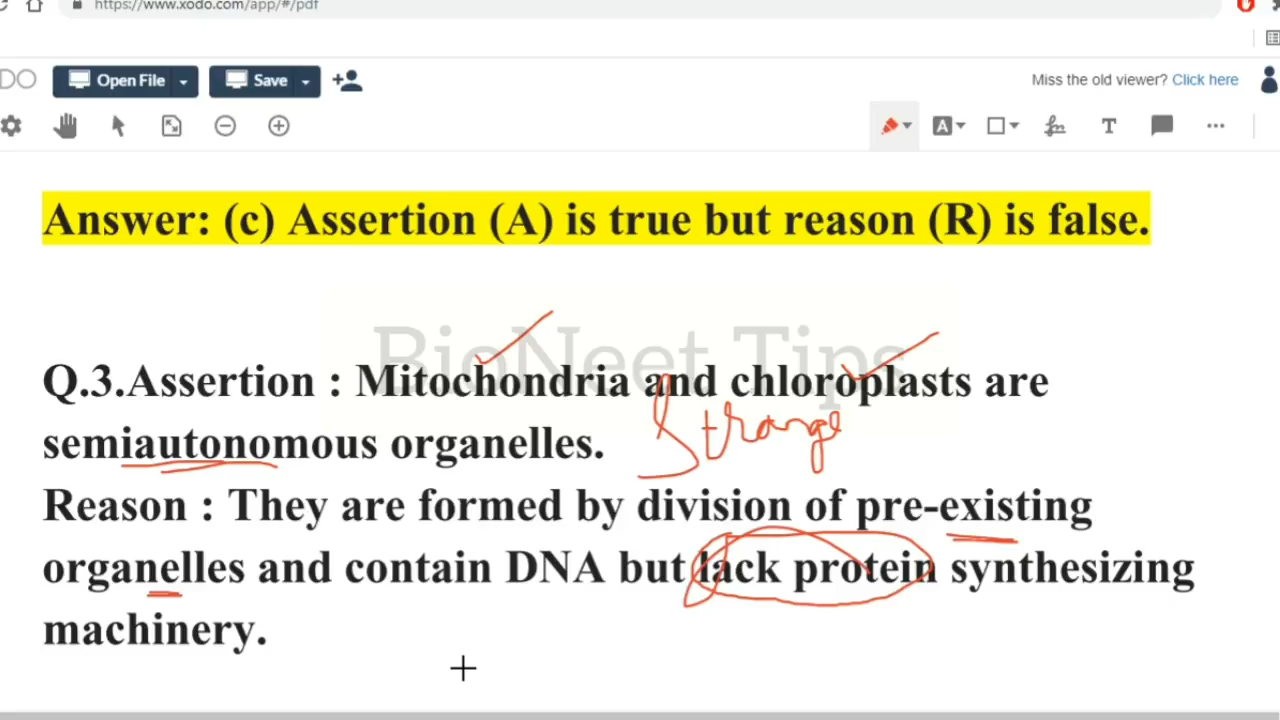 https://www.xodo.com/app/#/pdf
DO Open File Save Miss the old viewer? Click here
A T
Answer: (c) Assertion (A) is true but reason (R) is false.
BioNeet Tips
Q.3.Assertion : Mitochondria and chloroplasts are
Strange
semiautonomous organelles.
Reason : They are formed by division of pre-existing
organelles and contain DNA but lack protein synthesizing
machinery.